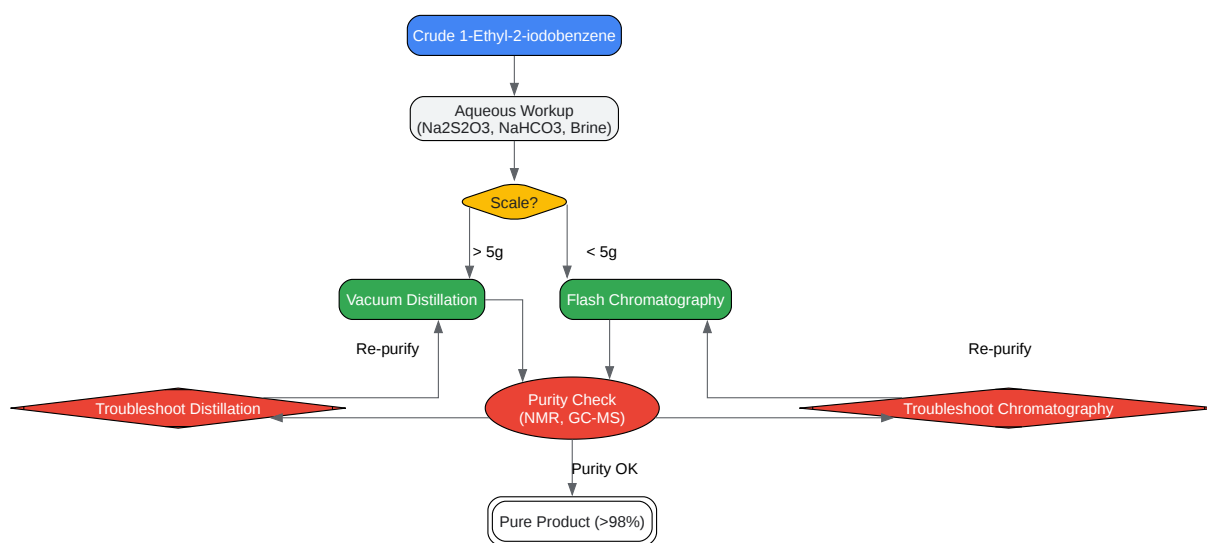 Crude 1-Ethyl-2-iodobenzene
Aqueous Workup
(Na2S2O3, NaHCO3, Brine)
Scale?
> 5g
< 5g
Vacuum Distillation
Flash Chromatography
Re-purify
Re-purify
Troubleshoot Distillation
Purity Check
(NMR, GC-MS)
Troubleshoot Chromatography
Purity OK
Pure Product (>98%)